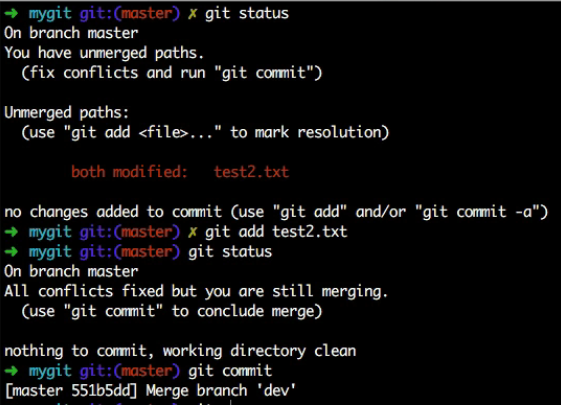 ➜ mygit git:(master) ✗ git status
On branch master
You have unmerged paths.
  (fix conflicts and run "git commit")

Unmerged paths:
  (use "git add <file>..." to mark resolution)

        both modified:   test2.txt

no changes added to commit (use "git add" and/or "git commit -a")
➜ mygit git:(master) ✗ git add test2.txt
➜ mygit git:(master) git status
On branch master
All conflicts fixed but you are still merging.
  (use "git commit" to conclude merge)

nothing to commit, working directory clean
➜ mygit git:(master) git commit
[master 551b5dd] Merge branch 'dev'